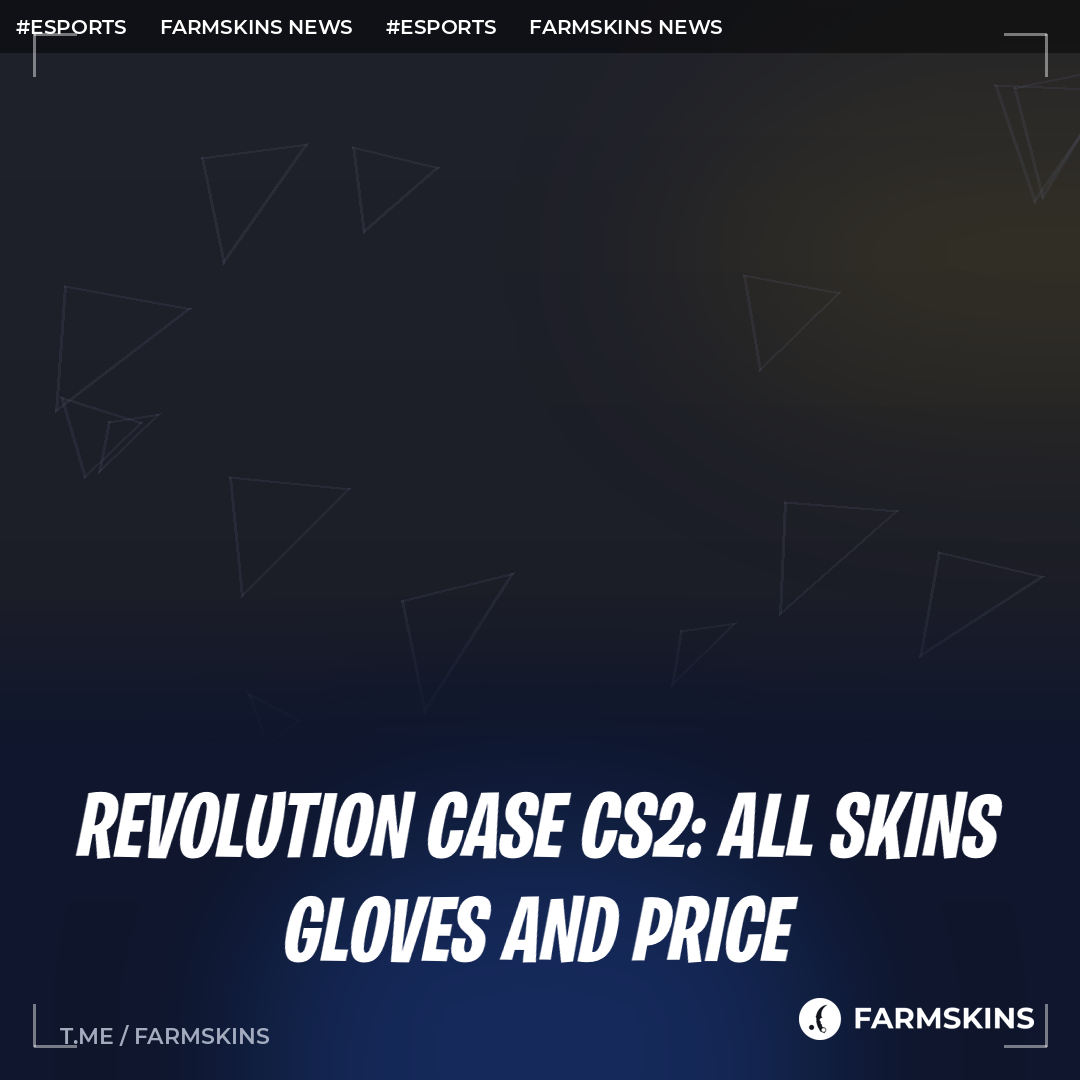 #ESPORTS FARMSKINS NEWS #ESPORTS FARMSKINS NEWS
REVOLUTION CASE CS2: ALL SKINS
GLOVES AND PRICE
T.ME / FARMSKINS
FARMSKINS